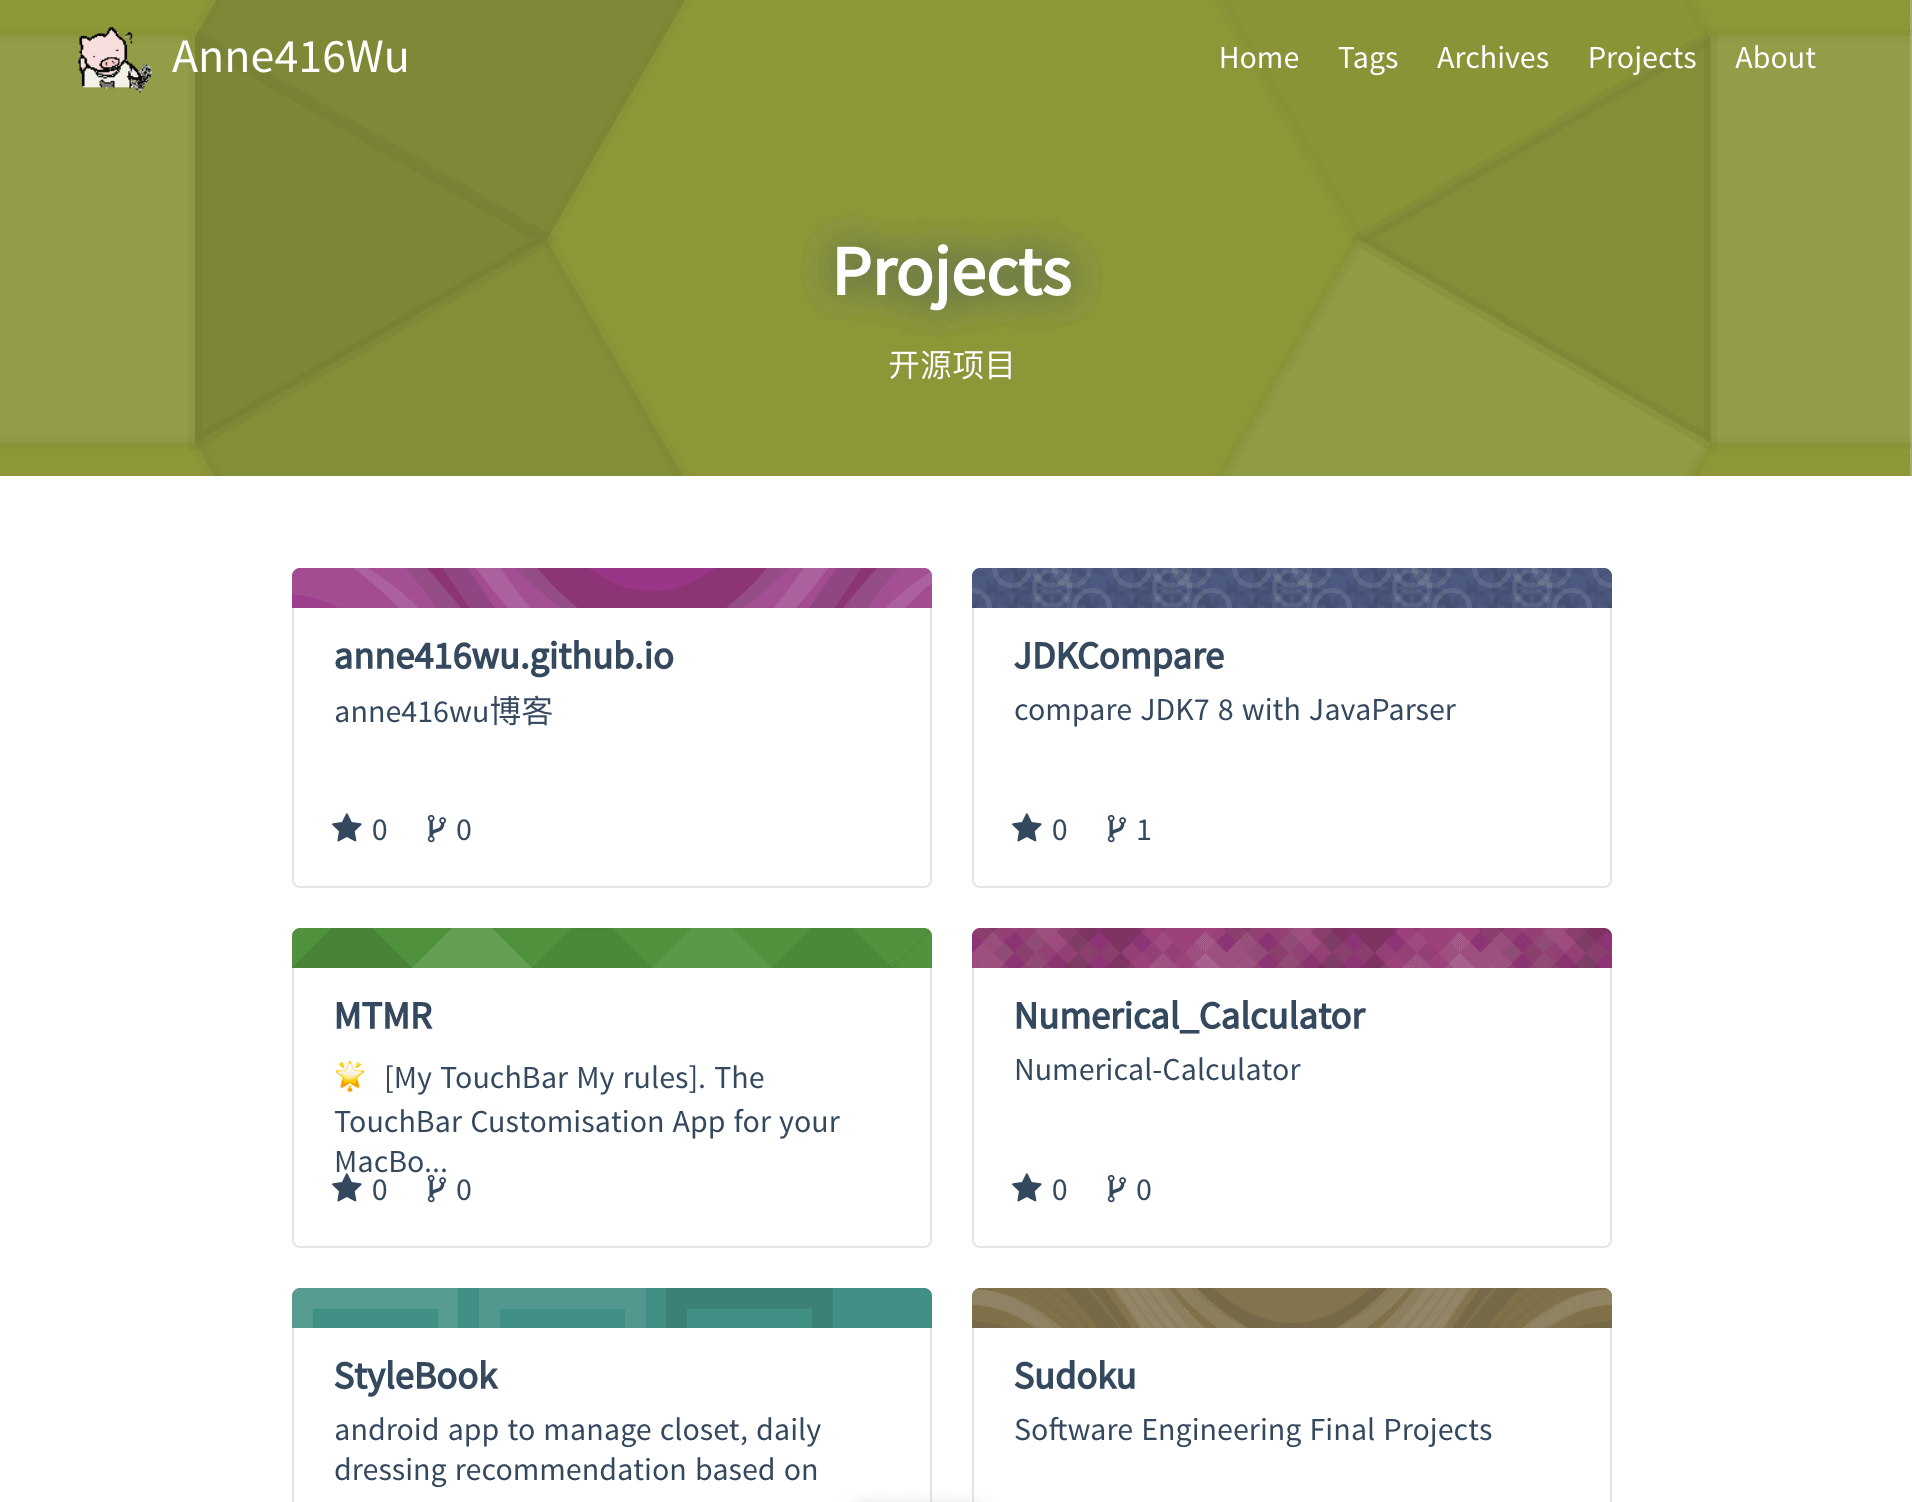 Anne416Wu
Home Tags Archives Projects About
Projects
开源项目
anne416wu.github.io
anne416wu博客
0 0
JDKCompare
compare JDK7 8 with JavaParser
0 1
MTMR
🌟 [My TouchBar My rules]. The
TouchBar Customisation App for your
MacBo...
0 0
Numerical_Calculator
Numerical-Calculator
0 0
StyleBook
android app to manage closet, daily
dressing recommendation based on
Sudoku
Software Engineering Final Projects